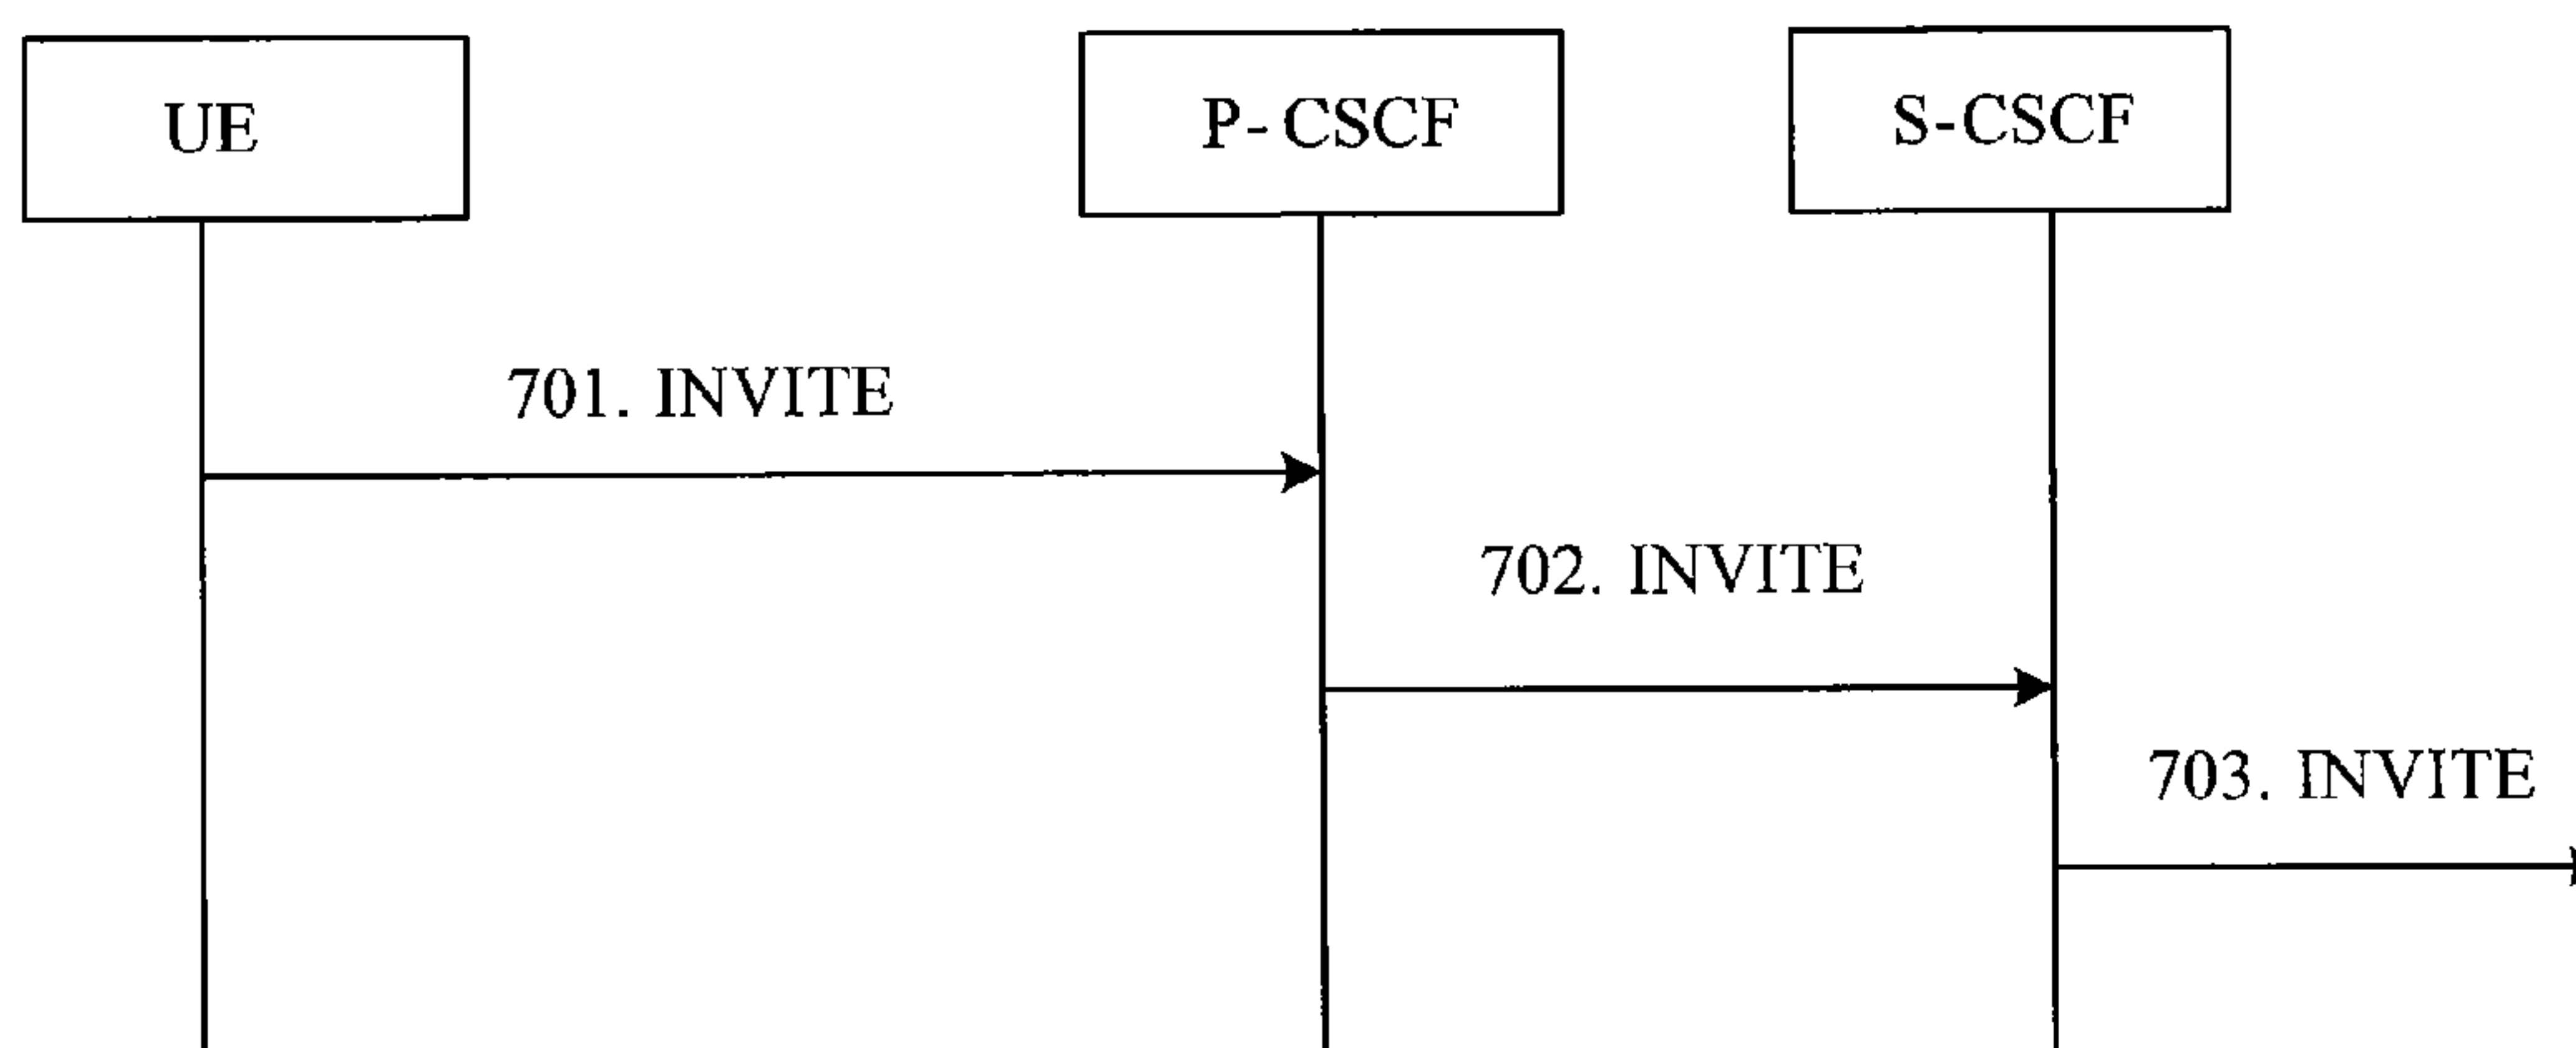 UE
P-CSCF
S-CSCF
701. INVITE
702. INVITE
703. INVITE